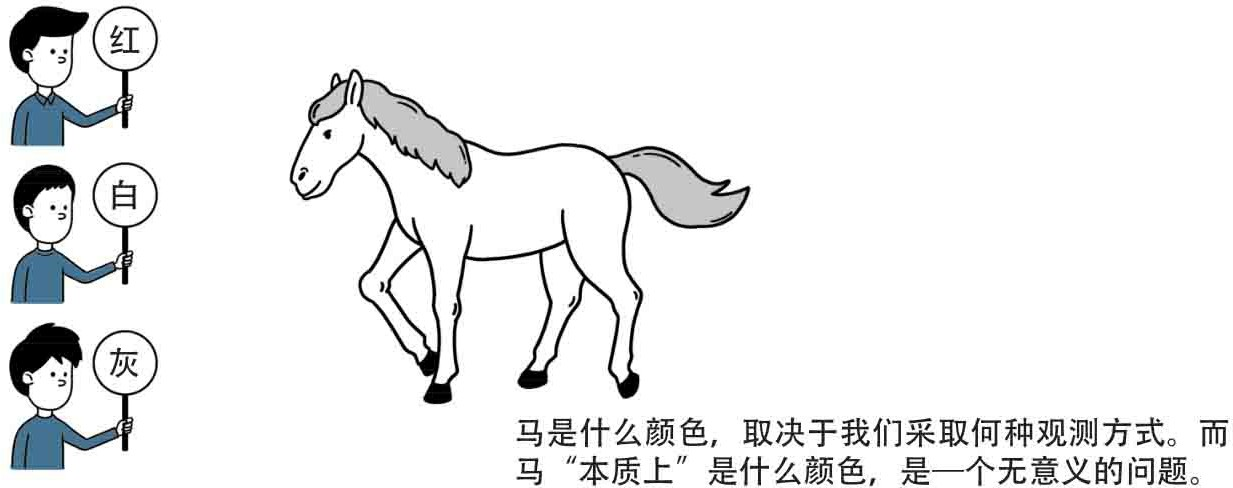 红
白
灰
马是什么颜色，取决于我们采取何种观测方式。而
马“本质上”是什么颜色，是一个无意义的问题。